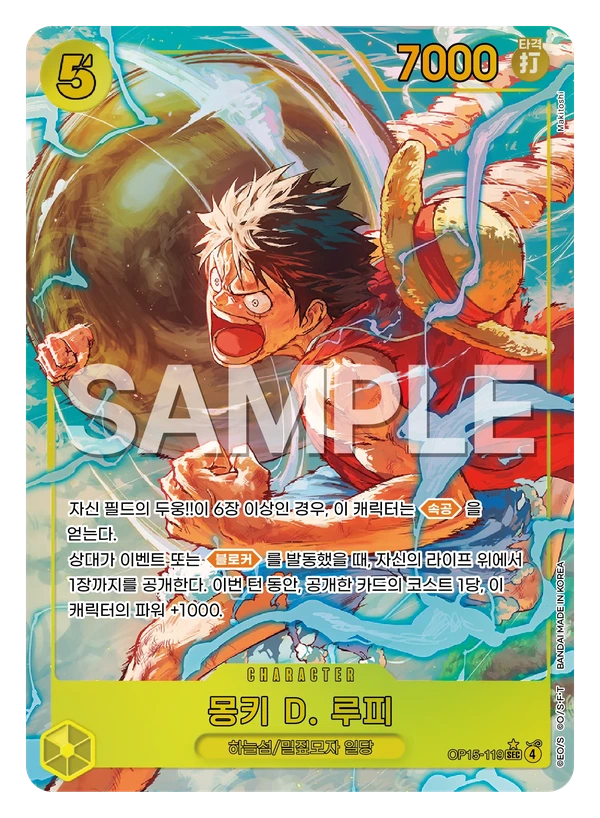 5
7000
타격
打
Makitoshi
SAMPLE
자신 필드의 두웅!!이 6장 이상인 경우, 이 캐릭터는 속공 을
얻는다.
상대가 이벤트 또는 블로커 를 발동했을 때, 자신의 라이프 위에서
1장까지를 공개한다. 이번 턴 동안, 공개한 카드의 코스트 1당, 이
캐릭터의 파워 +1000.
CHARACTER
몽키 D. 루피
하늘섬/밀짚모자 일당
OP15-119 SEC 4
©E.O/S ©O/S·F·T BANDAI MADE IN KOREA